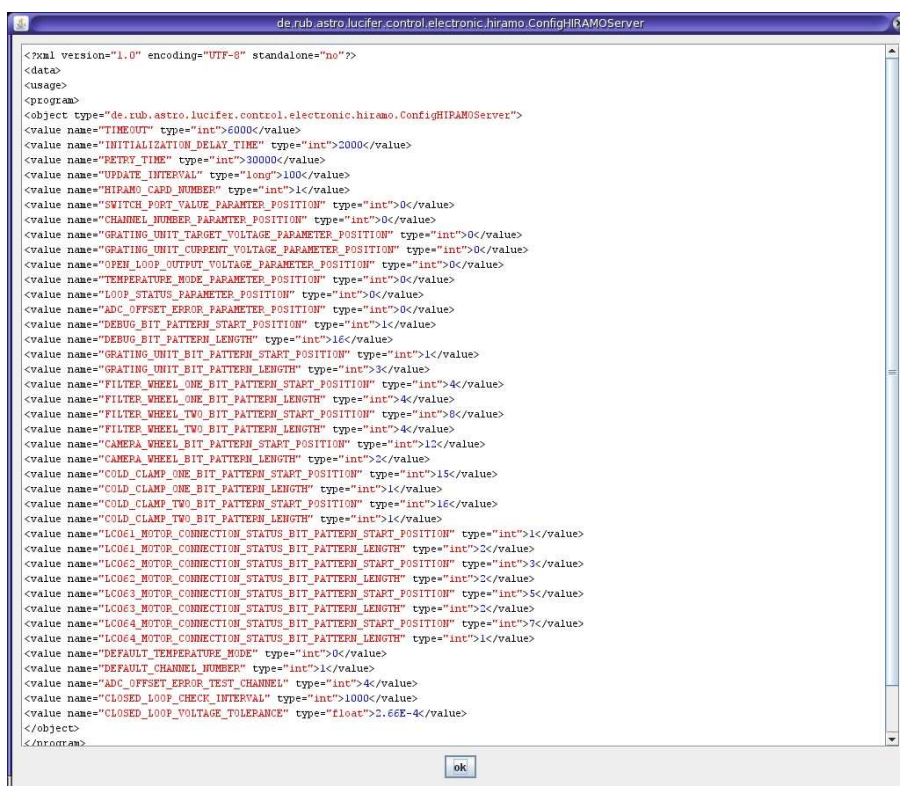 de.rub.astro.lucifer.control.electronic.hiramo.ConfigHIRAMOServer
<?xml version="1.0" encoding="UTF-8" standalone="no"?>
<data>
<usage>
<program>
<object type="de.rub.astro.lucifer.control.electronic.hiramo.ConfigHIRAMOServer">
<value name="TIMEOUT" type="int">6000</value>
<value name="INITIALIZATION_DELAY_TIME" type="int">2000</value>
<value name="RETRY_TIME" type="int">30000</value>
<value name="UPDATE_INTERVAL" type="long">100</value>
<value name="HIRAMO_CARD_NUMBER" type="int">1</value>
<value name="SWITCH_PORT_VALUE_PARAMTER_POSITION" type="int">0</value>
<value name="CHANNEL_NUMBER_PARAMTER_POSITION" type="int">0</value>
<value name="GRATING_UNIT_TARGET_VOLTAGE_PARAMETER_POSITION" type="int">0</value>
<value name="GRATING_UNIT_CURRENT_VOLTAGE_PARAMETER_POSITION" type="int">0</value>
<value name="OPEN_LOOP_OUTPUT_VOLTAGE_PARAMETER_POSITION" type="int">0</value>
<value name="TEMPERATURE_MODE_PARAMETER_POSITION" type="int">0</value>
<value name="LOOP_STATUS_PARAMETER_POSITION" type="int">0</value>
<value name="ADC_OFFSET_ERROR_PARAMETER_POSITION" type="int">0</value>
<value name="DEBUG_BIT_PATTERN_START_POSITION" type="int">1</value>
<value name="DEBUG_BIT_PATTERN_LENGTH" type="int">16</value>
<value name="GRATING_UNIT_BIT_PATTERN_START_POSITION" type="int">1</value>
<value name="GRATING_UNIT_BIT_PATTERN_LENGTH" type="int">3</value>
<value name="FILTER_WHEEL_ONE_BIT_PATTERN_START_POSITION" type="int">4</value>
<value name="FILTER_WHEEL_ONE_BIT_PATTERN_LENGTH" type="int">4</value>
<value name="FILTER_WHEEL_TWO_BIT_PATTERN_START_POSITION" type="int">8</value>
<value name="FILTER_WHEEL_TWO_BIT_PATTERN_LENGTH" type="int">4</value>
<value name="CAMERA_WHEEL_BIT_PATTERN_START_POSITION" type="int">12</value>
<value name="CAMERA_WHEEL_BIT_PATTERN_LENGTH" type="int">2</value>
<value name="COLD_CLAMP_ONE_BIT_PATTERN_START_POSITION" type="int">15</value>
<value name="COLD_CLAMP_ONE_BIT_PATTERN_LENGTH" type="int">1</value>
<value name="COLD_CLAMP_TWO_BIT_PATTERN_START_POSITION" type="int">16</value>
<value name="COLD_CLAMP_TWO_BIT_PATTERN_LENGTH" type="int">1</value>
<value name="LC061_MOTOR_CONNECTION_STATUS_BIT_PATTERN_START_POSITION" type="int">1</value>
<value name="LC061_MOTOR_CONNECTION_STATUS_BIT_PATTERN_LENGTH" type="int">2</value>
<value name="LC062_MOTOR_CONNECTION_STATUS_BIT_PATTERN_START_POSITION" type="int">3</value>
<value name="LC062_MOTOR_CONNECTION_STATUS_BIT_PATTERN_LENGTH" type="int">2</value>
<value name="LC063_MOTOR_CONNECTION_STATUS_BIT_PATTERN_START_POSITION" type="int">5</value>
<value name="LC063_MOTOR_CONNECTION_STATUS_BIT_PATTERN_LENGTH" type="int">2</value>
<value name="LC064_MOTOR_CONNECTION_STATUS_BIT_PATTERN_START_POSITION" type="int">7</value>
<value name="LC064_MOTOR_CONNECTION_STATUS_BIT_PATTERN_LENGTH" type="int">1</value>
<value name="DEFAULT_TEMPERATURE_MODE" type="int">0</value>
<value name="DEFAULT_CHANNEL_NUMBER" type="int">1</value>
<value name="ADC_OFFSET_ERROR_TEST_CHANNEL" type="int">4</value>
<value name="CLOSED_LOOP_CHECK_INTERVAL" type="int">1000</value>
<value name="CLOSED_LOOP_VOLTAGE_TOLERANCE" type="float">2.66E-4</value>
</object>
</program>
ok